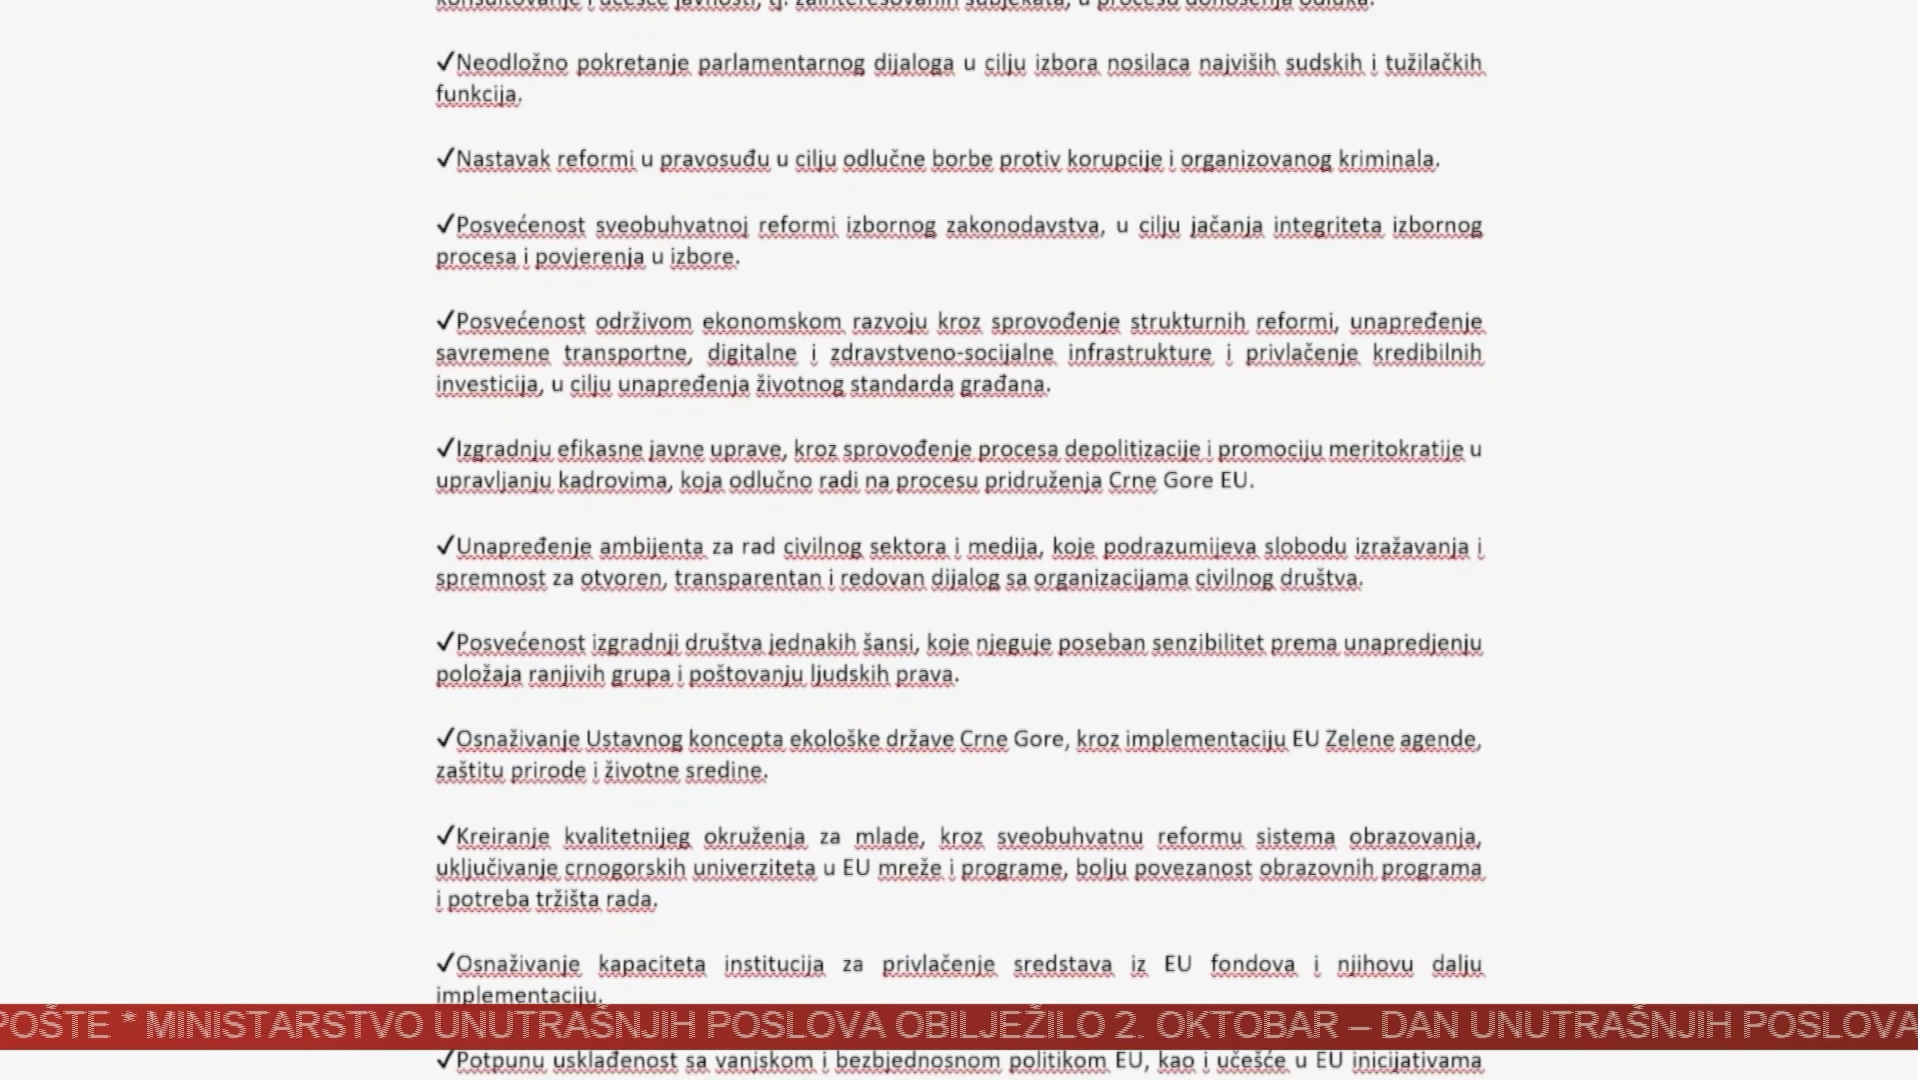 konsultovanje i učešće javnosti, tj. zainteresovanih subjekata, u procesu donošenja odluka.
✓Neodložno pokretanje parlamentarnog dijaloga u cilju izbora nosilaca najviših sudskih i tužilačkih
funkcija.
✓Nastavak reformi u pravosuđu u cilju odlučne borbe protiv korupcije i organizovanog kriminala.
✓Posvećenost sveobuhvatnoj reformi izbornog zakonodavstva, u cilju jačanja integriteta izbornog
procesa i povjerenja u izbore.
✓Posvećenost održivom ekonomskom razvoju kroz sprovođenje strukturnih reformi, unapređenje
savremene transportne, digitalne i zdravstveno-socijalne infrastrukture i privlačenje kredibilnih
investicija, u cilju unapređenja životnog standarda građana.
✓Izgradnju efikasne javne uprave, kroz sprovođenje procesa depolitizacije i promociju meritokratije u
upravljanju kadrovima, koja odlučno radi na procesu pridruženja Crne Gore EU.
✓Unapređenje ambijenta za rad civilnog sektora i medija, koje podrazumijeva slobodu izražavanja i
spremnost za otvoren, transparentan i redovan dijalog sa organizacijama civilnog društva.
✓Posvećenost izgradnji društva jednakih šansi, koje njeguje poseban senzibilitet prema unapredjenju
položaja ranjivih grupa i poštovanju ljudskih prava.
✓Osnaživanje Ustavnog koncepta ekološke države Crne Gore, kroz implementaciju EU Zelene agende,
zaštitu prirode i životne sredine.
✓Kreiranje kvalitetnijeg okruženja za mlade, kroz sveobuhvatnu reformu sistema obrazovanja,
uključivanje crnogorskih univerziteta u EU mreže i programe, bolju povezanost obrazovnih programa
i potreba tržišta rada.
✓Osnaživanje kapaciteta institucija za privlačenje sredstava iz EU fondova i njihovu dalju
implementaciju.
POŠTE * MINISTARSTVO UNUTRAŠNJIH POSLOVA OBILJEŽILO 2. OKTOBAR – DAN UNUTRAŠNJIH POSLOVA
✓Potpunu usklađenost sa vanjskom i bezbjednosnom politikom EU, kao i učešće u EU inicijativama